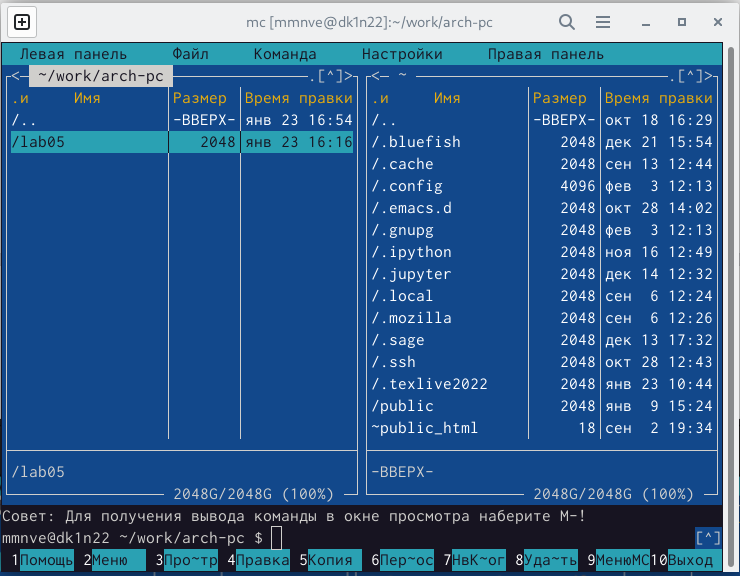 mc [mmnve@dk1n22]:~/work/arch-pc
Левая панель Файл Команда Настройки Правая панель
<─ ~/work/arch-pc .[^]> <─ ~ .[^]>
.и Имя Размер Время правки .и Имя Размер Время правки
/.. -ВВЕРХ- янв 23 16:54 /.. -ВВЕРХ- окт 18 16:29
/lab05 2048 янв 23 16:16 /.bluefish 2048 дек 21 15:54
/.cache 2048 сен 13 12:44
/.config 4096 фев 3 12:13
/.emacs.d 2048 окт 28 14:02
/.gnupg 2048 фев 3 12:13
/.ipython 2048 ноя 16 12:49
/.jupyter 2048 дек 14 12:32
/.local 2048 сен 6 12:24
/.mozilla 2048 сен 6 12:26
/.sage 2048 дек 13 17:32
/.ssh 2048 окт 28 12:43
/.texlive2022 2048 янв 23 10:44
/public 2048 янв 9 15:24
~public_html 18 сен 2 19:34
/lab05 -ВВЕРХ-
2048G/2048G (100%) 2048G/2048G (100%)
Совет: Для получения вывода команды в окне просмотра наберите M-!
mmnve@dk1n22 ~/work/arch-pc $ [^]
1Помощь 2Меню 3Про~тр 4Правка 5Копия 6Пер~ос 7НвК~ог 8Уда~ть 9МенюMC 10Выход